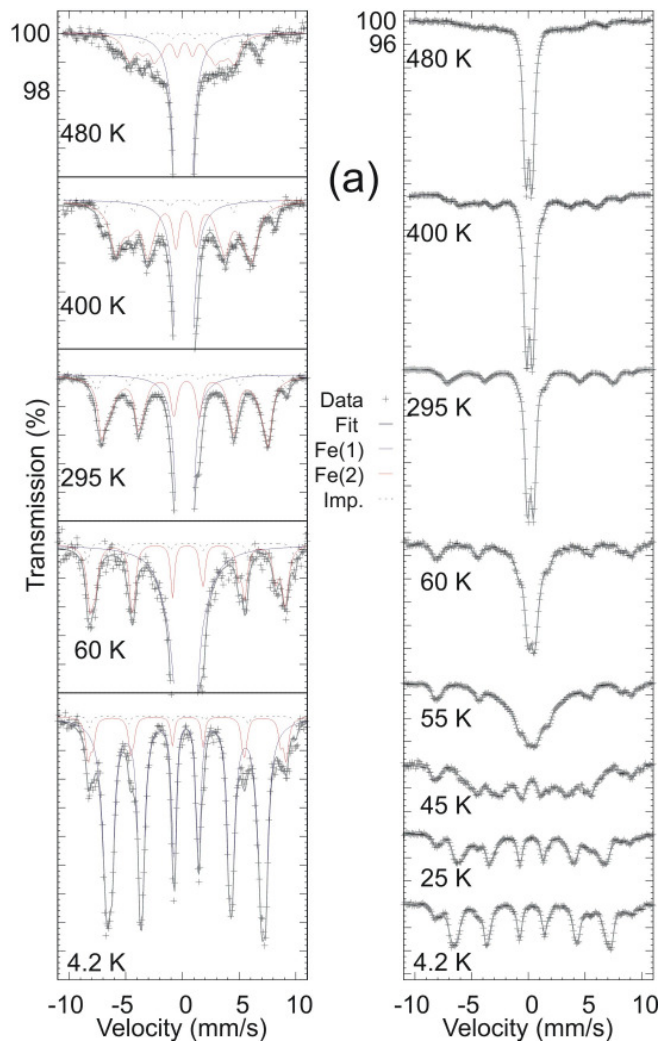 100
98
480 K
400 K
295 K
60 K
4.2 K
Transmission (%)
-10 -5 0 5 10
Velocity (mm/s)
(a)
Data
Fit
Fe(1)
Fe(2)
Imp.
100
96
480 K
400 K
295 K
60 K
55 K
45 K
25 K
4.2 K
-10 -5 0 5 10
Velocity (mm/s)